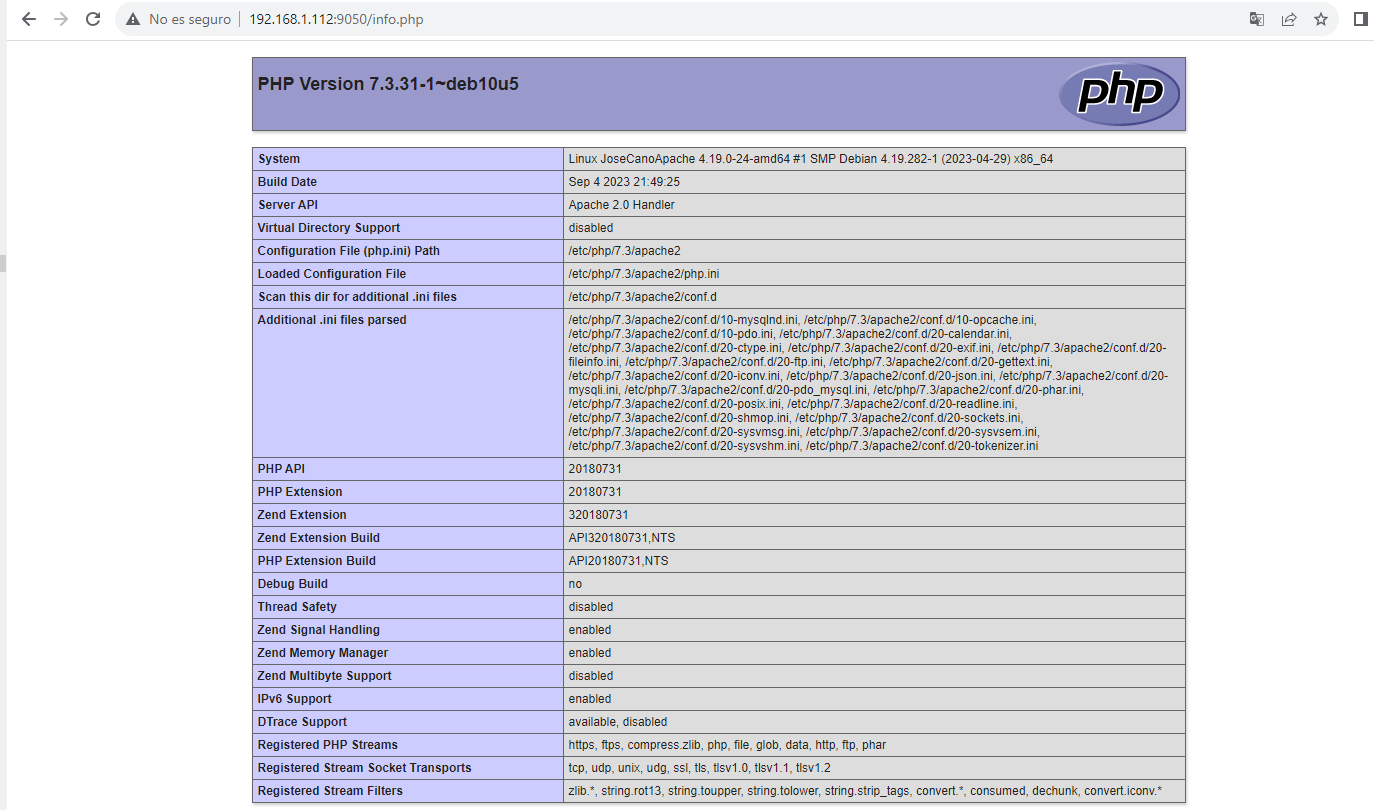 No es seguro 192.168.1.112:9050/info.php
PHP Version 7.3.31-1~deb10u5
php
System Linux JoseCanoApache 4.19.0-24-amd64 #1 SMP Debian 4.19.282-1 (2023-04-29) x86_64
Build Date Sep 4 2023 21:49:25
Server API Apache 2.0 Handler
Virtual Directory Support disabled
Configuration File (php.ini) Path /etc/php/7.3/apache2
Loaded Configuration File /etc/php/7.3/apache2/php.ini
Scan this dir for additional .ini files /etc/php/7.3/apache2/conf.d
Additional .ini files parsed /etc/php/7.3/apache2/conf.d/10-mysqlnd.ini, /etc/php/7.3/apache2/conf.d/10-opcache.ini,
/etc/php/7.3/apache2/conf.d/10-pdo.ini, /etc/php/7.3/apache2/conf.d/20-calendar.ini,
/etc/php/7.3/apache2/conf.d/20-ctype.ini, /etc/php/7.3/apache2/conf.d/20-exif.ini, /etc/php/7.3/apache2/conf.d/20-
fileinfo.ini, /etc/php/7.3/apache2/conf.d/20-ftp.ini, /etc/php/7.3/apache2/conf.d/20-gettext.ini,
/etc/php/7.3/apache2/conf.d/20-iconv.ini, /etc/php/7.3/apache2/conf.d/20-json.ini, /etc/php/7.3/apache2/conf.d/20-
mysqli.ini, /etc/php/7.3/apache2/conf.d/20-pdo_mysql.ini, /etc/php/7.3/apache2/conf.d/20-phar.ini,
/etc/php/7.3/apache2/conf.d/20-posix.ini, /etc/php/7.3/apache2/conf.d/20-readline.ini,
/etc/php/7.3/apache2/conf.d/20-shmop.ini, /etc/php/7.3/apache2/conf.d/20-sockets.ini,
/etc/php/7.3/apache2/conf.d/20-sysvmsg.ini, /etc/php/7.3/apache2/conf.d/20-sysvsem.ini,
/etc/php/7.3/apache2/conf.d/20-sysvshm.ini, /etc/php/7.3/apache2/conf.d/20-tokenizer.ini
PHP API 20180731
PHP Extension 20180731
Zend Extension 320180731
Zend Extension Build API320180731,NTS
PHP Extension Build API20180731,NTS
Debug Build no
Thread Safety disabled
Zend Signal Handling enabled
Zend Memory Manager enabled
Zend Multibyte Support disabled
IPv6 Support enabled
DTrace Support available, disabled
Registered PHP Streams https, ftps, compress.zlib, php, file, glob, data, http, ftp, phar
Registered Stream Socket Transports tcp, udp, unix, udg, ssl, tls, tlsv1.0, tlsv1.1, tlsv1.2
Registered Stream Filters zlib.*, string.rot13, string.toupper, string.tolower, string.strip_tags, convert.*, consumed, dechunk, convert.iconv.*